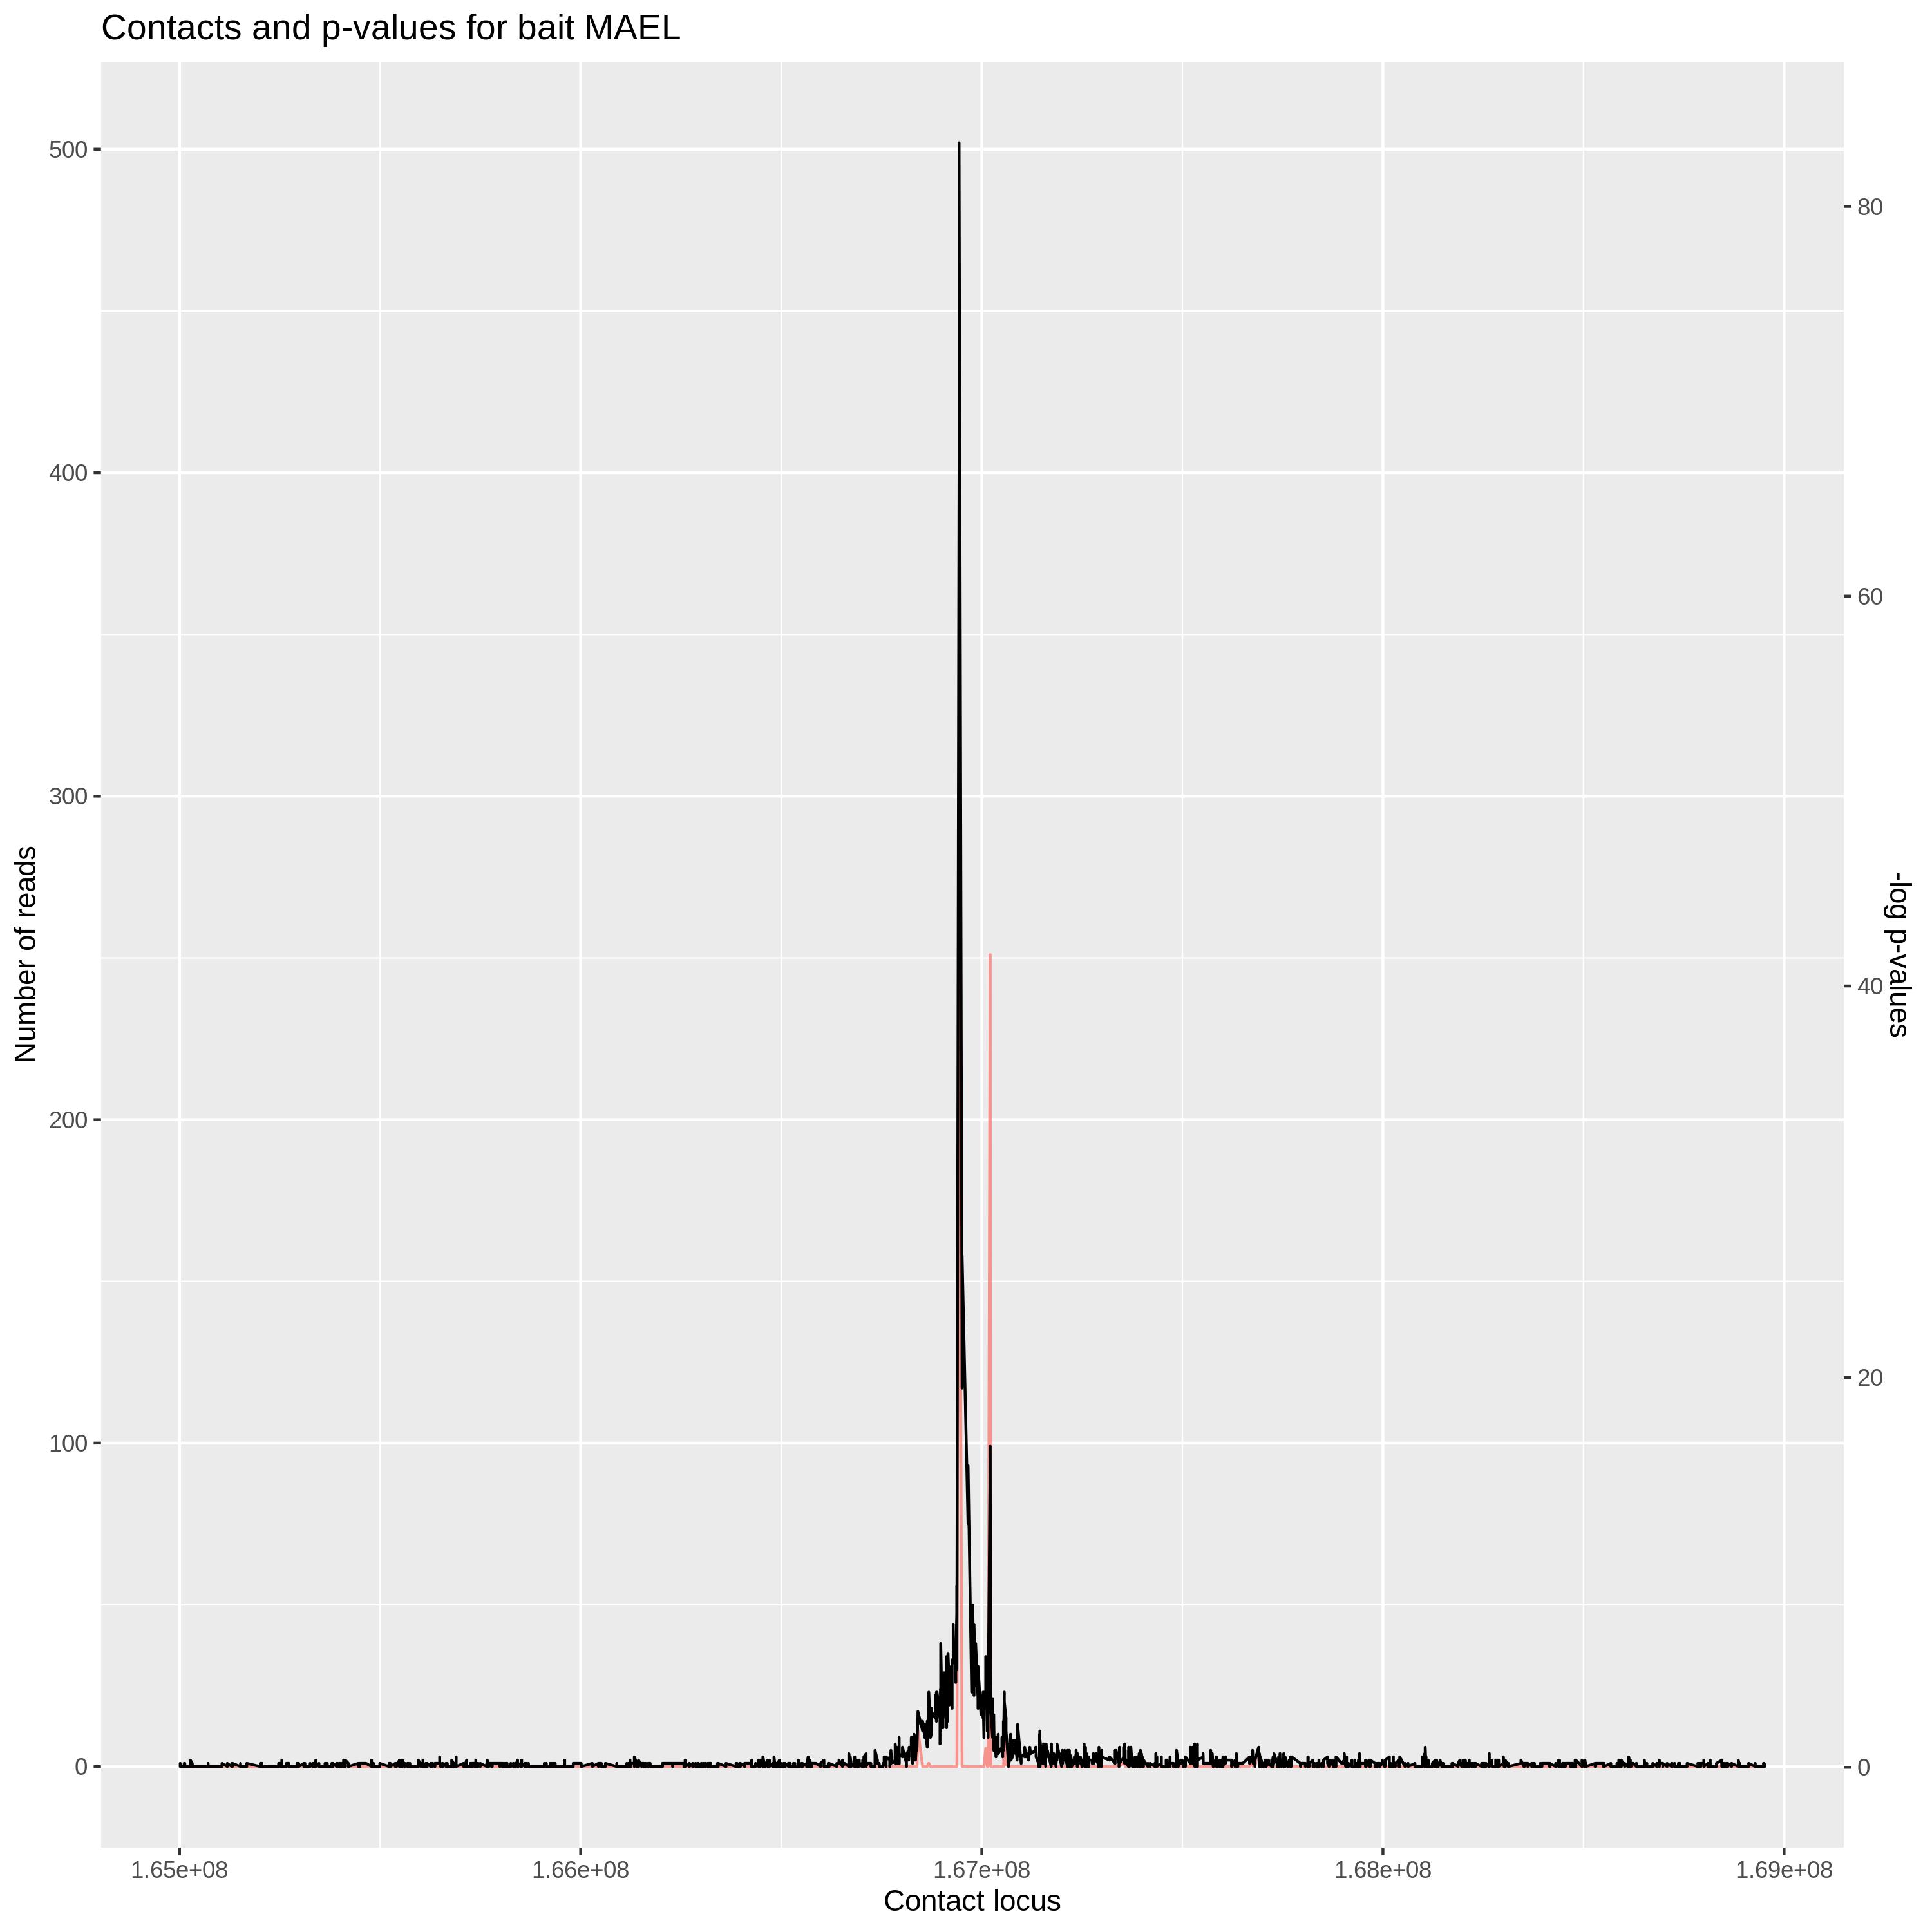 Contacts and p-values for bait MAEL
500
400
300
200
100
0
Number of reads
80
60
40
20
0
-log p-values
1.65e+08 1.66e+08 1.67e+08 1.68e+08 1.69e+08
Contact locus